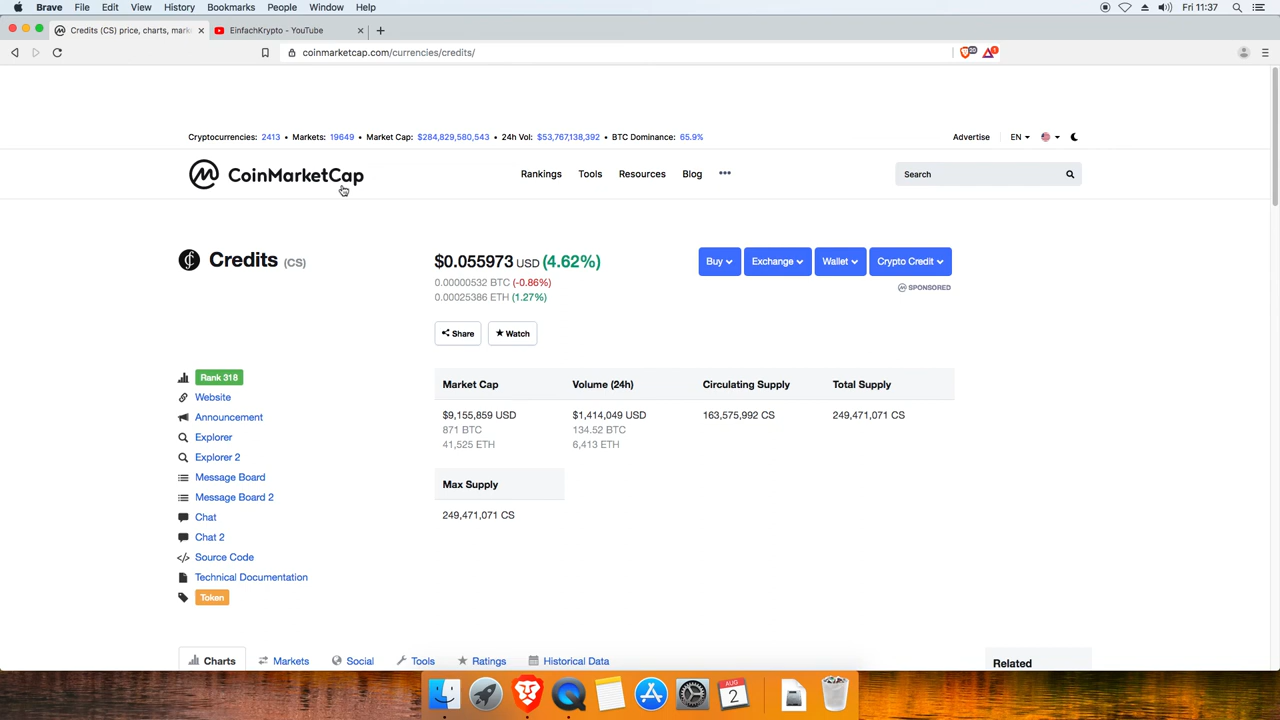 Brave File Edit View History Bookmarks People Window Help Fri 11:37
Credits (CS) price, charts, mark EinfachKrypto - YouTube
coinmarketcap.com/currencies/credits/
Cryptocurrencies: 2413 • Markets: 19649 • Market Cap: $284,829,580,543 • 24h Vol: $53,767,138,392 • BTC Dominance: 65.9% Advertise EN
CoinMarketCap Rankings Tools Resources Blog ••• Search
Credits (CS) $0.055973 USD (4.62%) Buy Exchange Wallet Crypto Credit
0.00000532 BTC (-0.86%)
SPONSORED
0.00025386 ETH (1.27%)
Share Watch
Rank 318
Website
Announcement
Explorer
Explorer 2
Message Board
Message Board 2
Chat
Chat 2
Source Code
Technical Documentation
Token
Market Cap Volume (24h) Circulating Supply Total Supply
$9,155,859 USD $1,414,049 USD 163,575,992 CS 249,471,071 CS
871 BTC 134.52 BTC
41,525 ETH 6,413 ETH
Max Supply
249,471,071 CS
Charts Markets Social Tools Ratings Historical Data Related
AUG
2